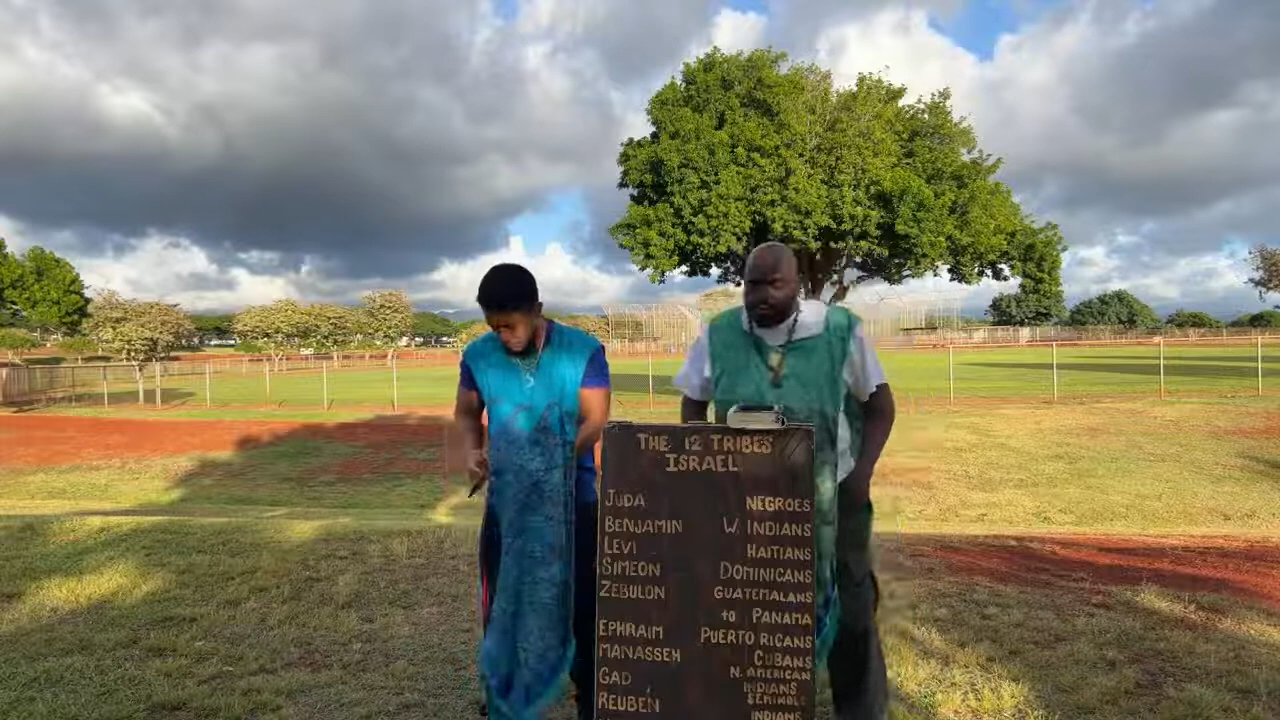 THE 12 TRIBES
ISRAEL
JUDA NEGROES
BENJAMIN W. INDIANS
LEVI HAITIANS
SIMEON DOMINICANS
ZEBULON GUATEMALANS
to PANAMA
EPHRAIM PUERTO RICANS
MANASSEH CUBANS
GAD N. AMERICAN
INDIANS
REUBEN SEMINOLE
INDIANS